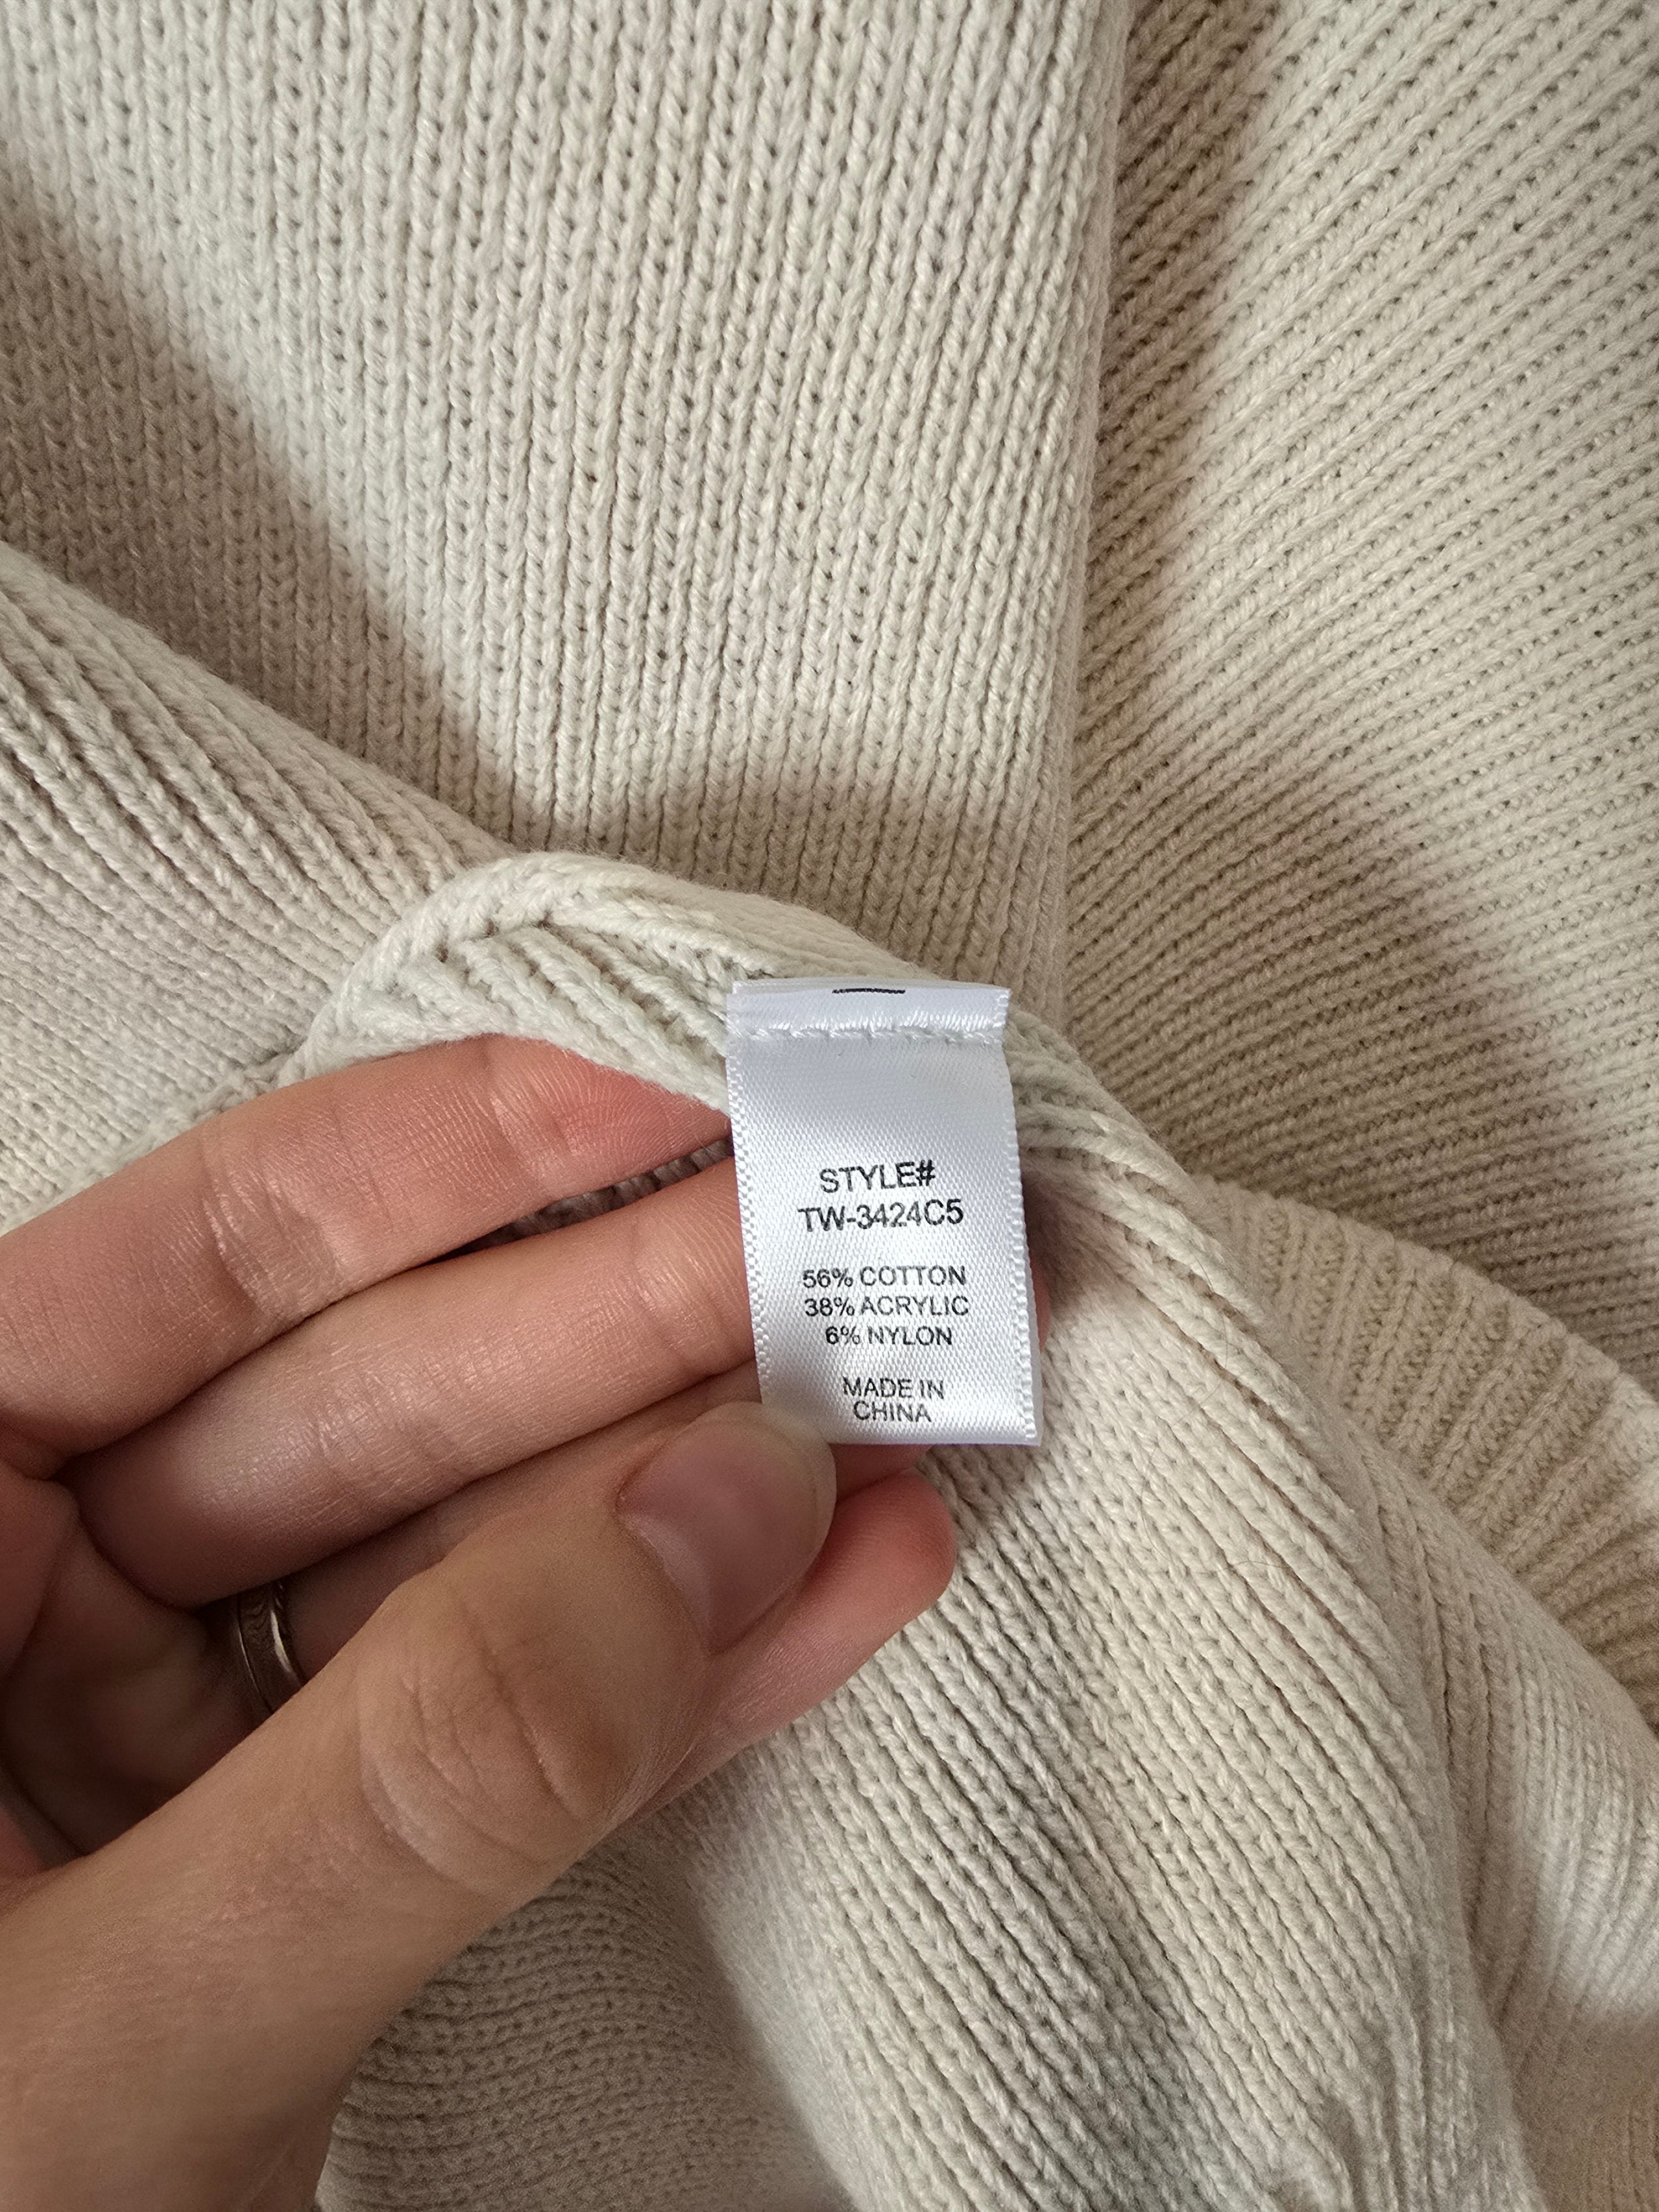 STYLE#
TW-3424C5
56% COTTON
38% ACRYLIC
6% NYLON
MADE IN
CHINA